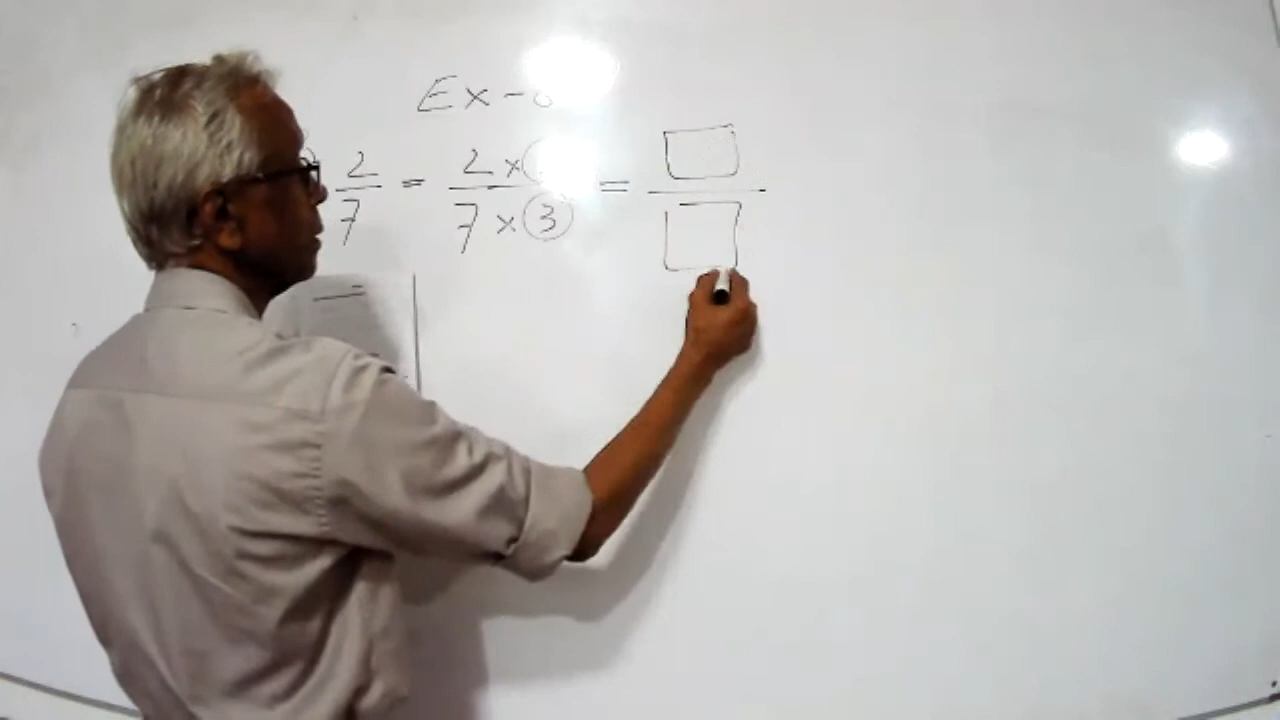 Ex -
2/7 = 2 × / 7 × 3 =